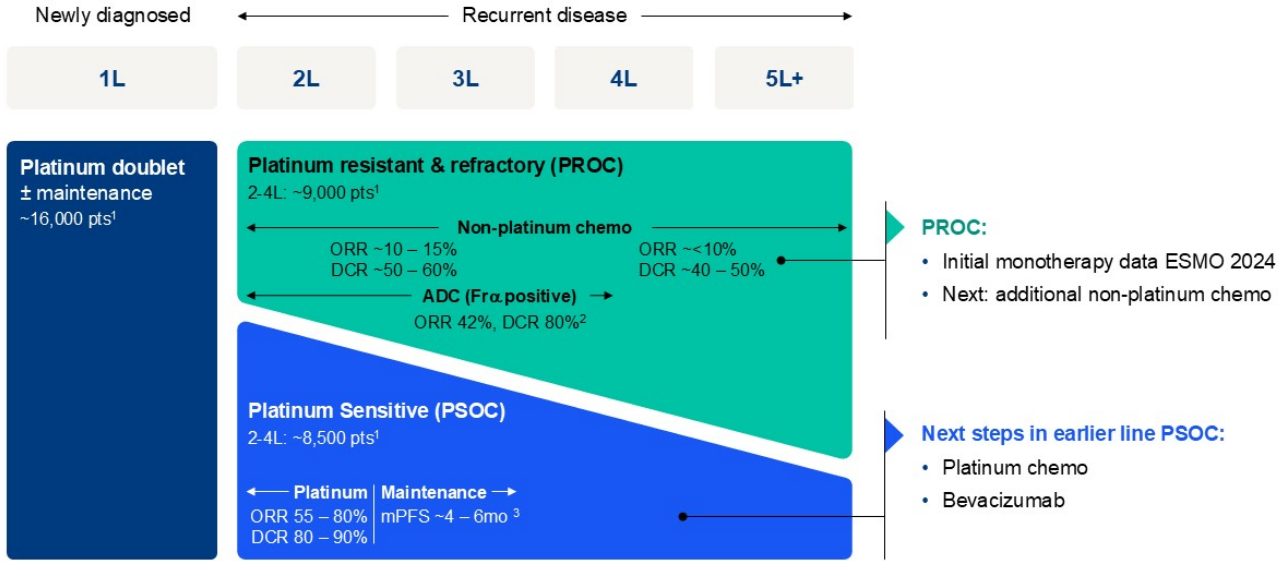 Newly diagnosed
Recurrent disease
1L
2L
3L
4L
5L+
Platinum doublet
± maintenance
~16,000 pts¹
Platinum resistant & refractory (PROC)
2-4L: ~9,000 pts¹
Non-platinum chemo
ORR ~10 – 15%
DCR ~50 – 60%
ORR ~<10%
DCR ~40 – 50%
ADC (Frα positive)
ORR 42%, DCR 80%²
Platinum Sensitive (PSOC)
2-4L: ~8,500 pts¹
Platinum
ORR 55 – 80%
DCR 80 – 90%
Maintenance
mPFS ~4 – 6mo ³
PROC:
• Initial monotherapy data ESMO 2024
• Next: additional non-platinum chemo
Next steps in earlier line PSOC:
• Platinum chemo
• Bevacizumab